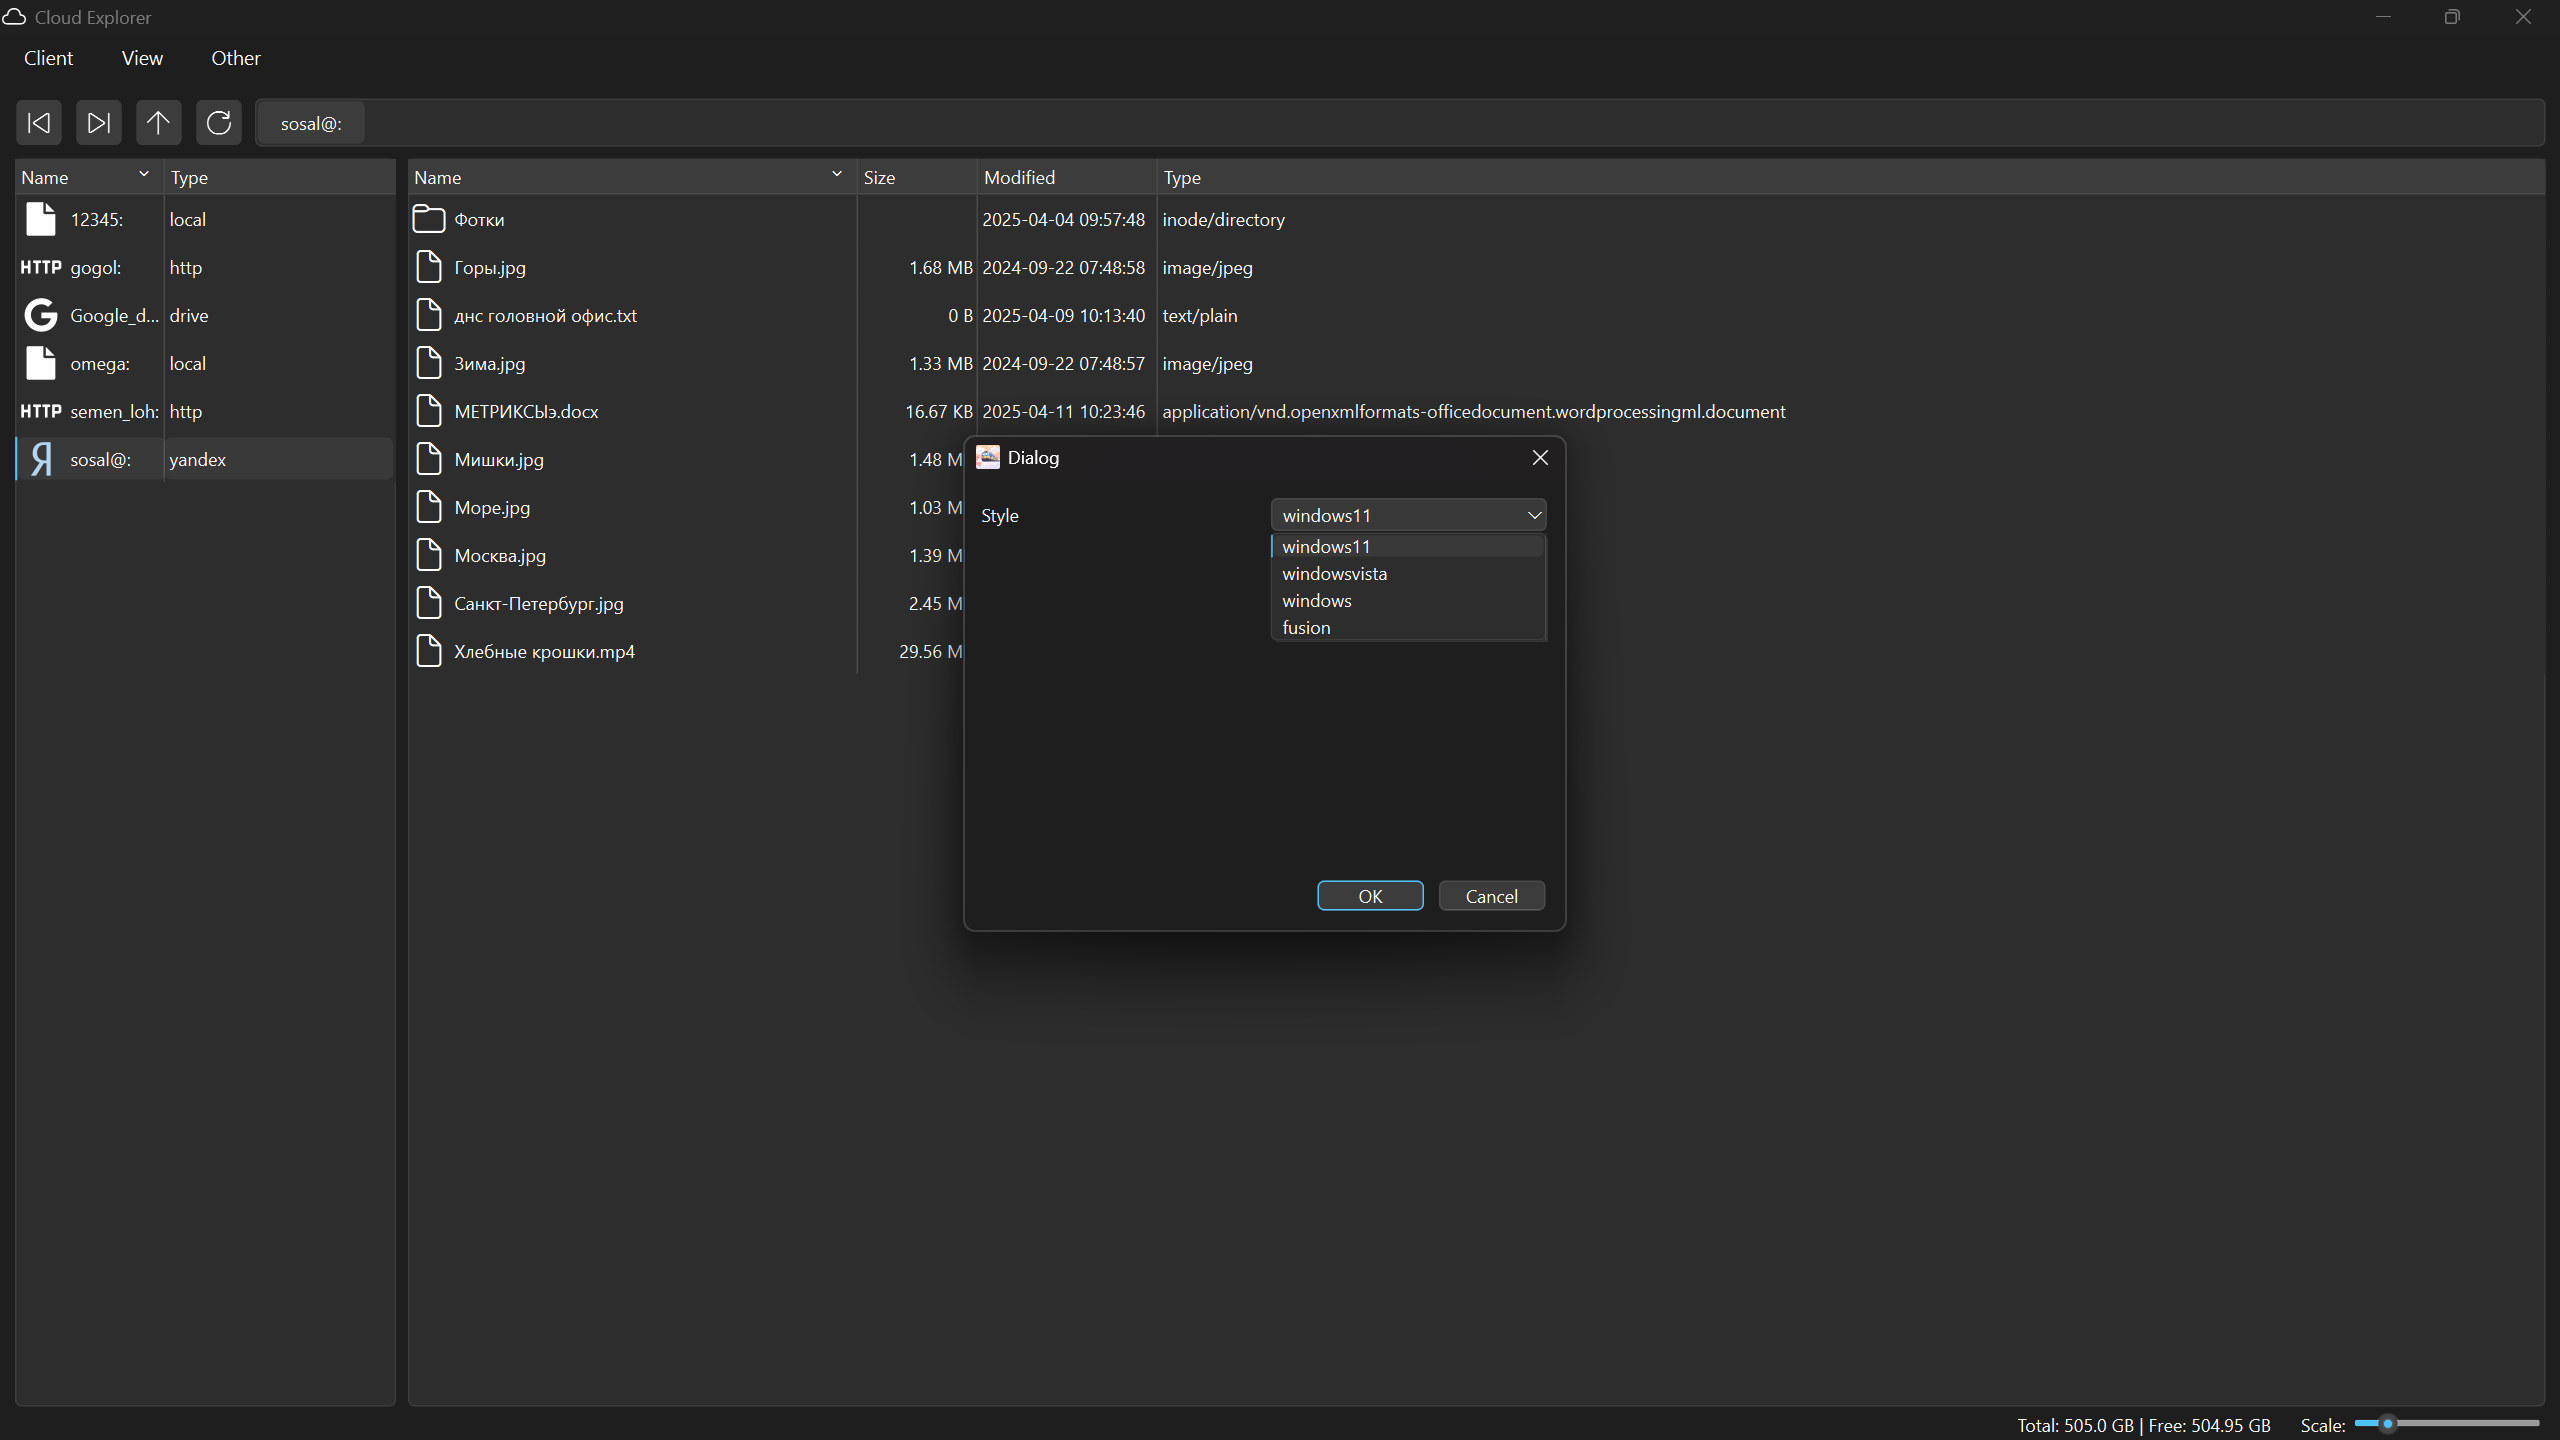 Cloud Explorer
Client View Other
sosal@:
Name Type
12345: local
HTTP gogol: http
Google_d... drive
omega: local
HTTP semen_loh: http
Я sosal@: yandex
Name Size Modified Type
Фотки 2025-04-04 09:57:48 inode/directory
Горы.jpg 1.68 MB 2024-09-22 07:48:58 image/jpeg
днс головной офис.txt 0 B 2025-04-09 10:13:40 text/plain
Зима.jpg 1.33 MB 2024-09-22 07:48:57 image/jpeg
МЕТРИКСЫэ.docx 16.67 KB 2025-04-11 10:23:46 application/vnd.openxmlformats-officedocument.wordprocessingml.document
Мишки.jpg 1.48 M
Море.jpg 1.03 M
Москва.jpg 1.39 M
Санкт-Петербург.jpg 2.45 M
Хлебные крошки.mp4 29.56 M
Dialog
Style windows11
windows11
windowsvista
windows
fusion
OK Cancel
Total: 505.0 GB | Free: 504.95 GB Scale: